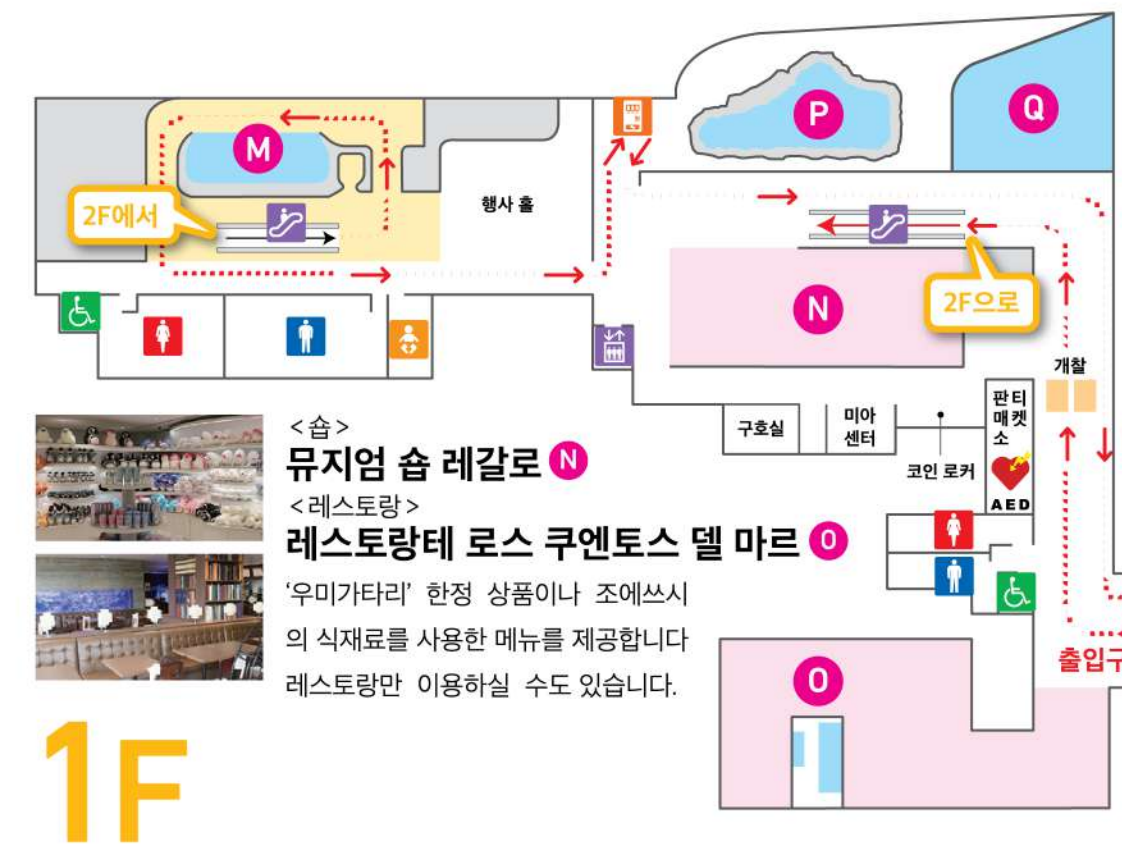 P
Q
M
2F에서
행사 홀
N
2F으로
개찰
판티
매켓
소
구호실
미아
센터
코인 로커
AED
<숍>
뮤지엄 숍 레갈로 N
<레스토랑>
레스토랑테 로스 쿠엔토스 델 마르 O
'우미가타리' 한정 상품이나 조에쓰시
의 식재료를 사용한 메뉴를 제공합니다
레스토랑만 이용하실 수도 있습니다.
출입구
O
1F